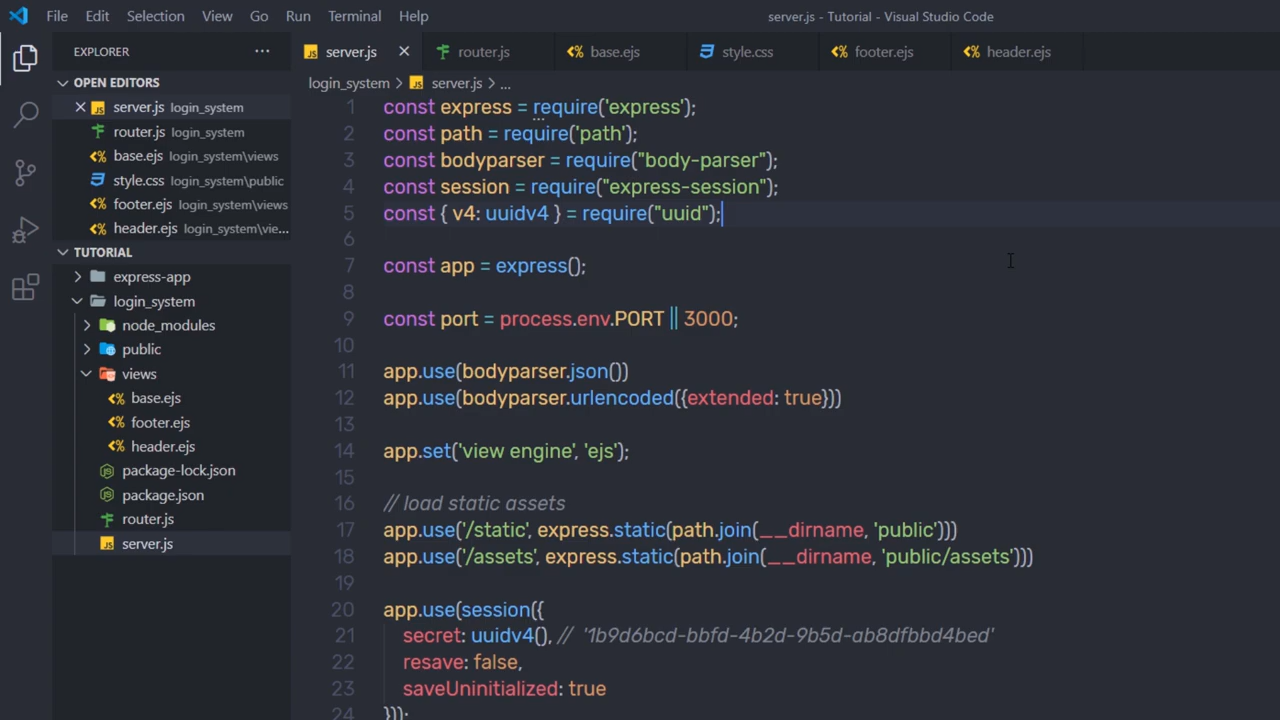 File Edit Selection View Go Run Terminal Help
server.js - Tutorial - Visual Studio Code
EXPLORER ...
OPEN EDITORS
server.js login_system
router.js login_system
base.ejs login_system\views
style.css login_system\public
footer.ejs login_system\views
header.ejs login_system\vie...
TUTORIAL
express-app
login_system
node_modules
public
views
base.ejs
footer.ejs
header.ejs
package-lock.json
package.json
router.js
server.js
server.js router.js base.ejs style.css footer.ejs header.ejs
login_system > server.js > ...
1 const express = require('express');
2 const path = require('path');
3 const bodyparser = require("body-parser");
4 const session = require("express-session");
5 const { v4: uuidv4 } = require("uuid");
6
7 const app = express();
8
9 const port = process.env.PORT || 3000;
10
11 app.use(bodyparser.json())
12 app.use(bodyparser.urlencoded({extended: true}))
13
14 app.set('view engine', 'ejs');
15
16 // load static assets
17 app.use('/static', express.static(path.join(__dirname, 'public')))
18 app.use('/assets', express.static(path.join(__dirname, 'public/assets')))
19
20 app.use(session({
21 secret: uuidv4(), // '1b9d6bcd-bbfd-4b2d-9b5d-ab8dfbbd4bed'
22 resave: false,
23 saveUninitialized: true
24 }));